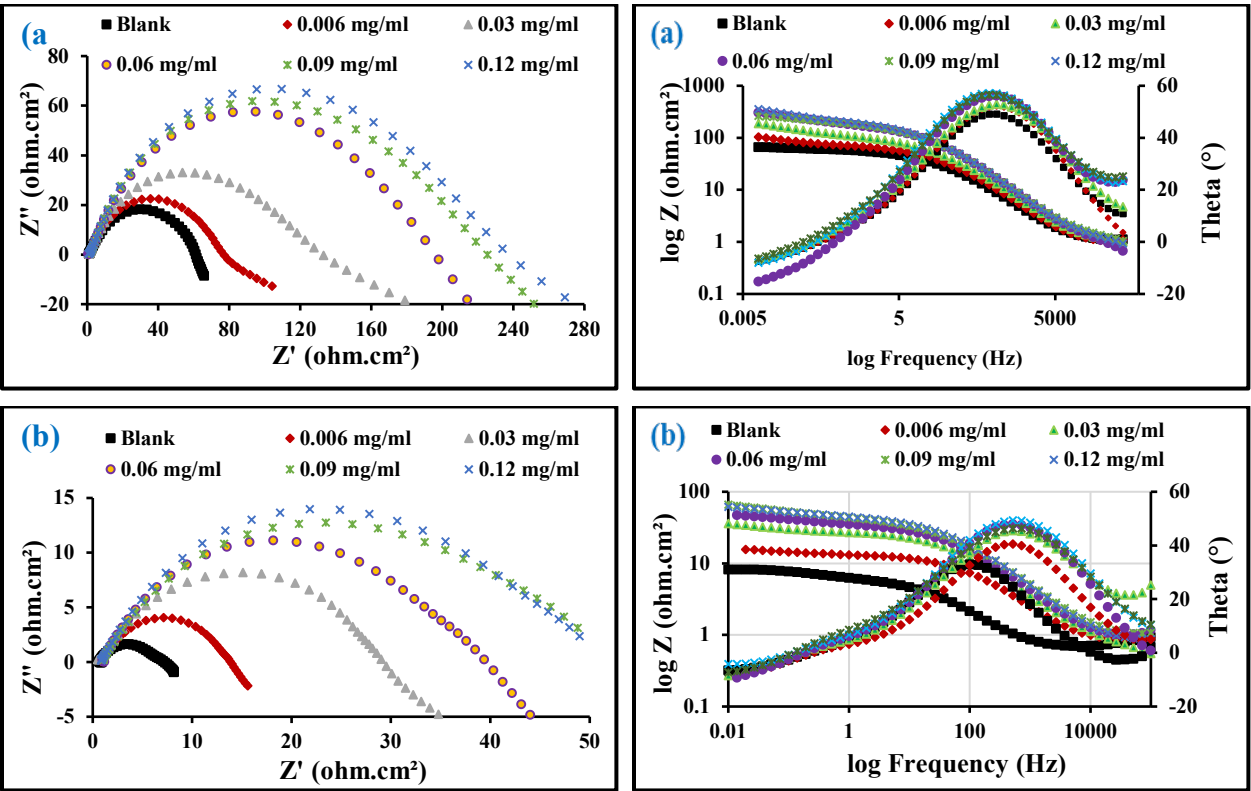 (a
Blank 0.006 mg/ml 0.03 mg/ml
0.06 mg/ml 0.09 mg/ml 0.12 mg/ml
80
60
40
20
0
-20
Z'' (ohm.cm²)
0 40 80 120 160 200 240 280
Z' (ohm.cm²)
(a)
Blank 0.006 mg/ml 0.03 mg/ml
0.06 mg/ml 0.09 mg/ml 0.12 mg/ml
1000
100
10
1
0.1
log Z (ohm.cm²)
60
40
20
0
-20
Theta (°)
0.005 5 5000
log Frequency (Hz)
(b)
Blank 0.006 mg/ml 0.03 mg/ml
0.06 mg/ml 0.09 mg/ml 0.12 mg/ml
15
10
5
0
-5
Z'' (ohm.cm²)
0 10 20 30 40 50
Z' (ohm.cm²)
(b)
Blank 0.006 mg/ml 0.03 mg/ml
0.06 mg/ml 0.09 mg/ml 0.12 mg/ml
100
10
1
0.1
log Z (ohm.cm²)
60
40
20
0
-20
Theta (°)
0.01 1 100 10000
log Frequency (Hz)